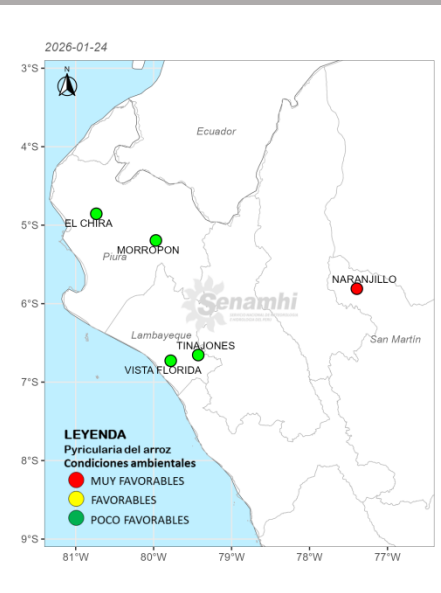 2026-01-24
3°S
N
4°S
Ecuador
5°S
EL CHIRA
MORROPON
Piura
NARANJILLO
6°S
Senamhi
Lambayeque
TINAJONES
San Martín
VISTA FLORIDA
7°S
LEYENDA
Pyricularia del arroz
Condiciones ambientales
8°S
MUY FAVORABLES
FAVORABLES
POCO FAVORABLES
9°S
81°W 80°W 79°W 78°W 77°W